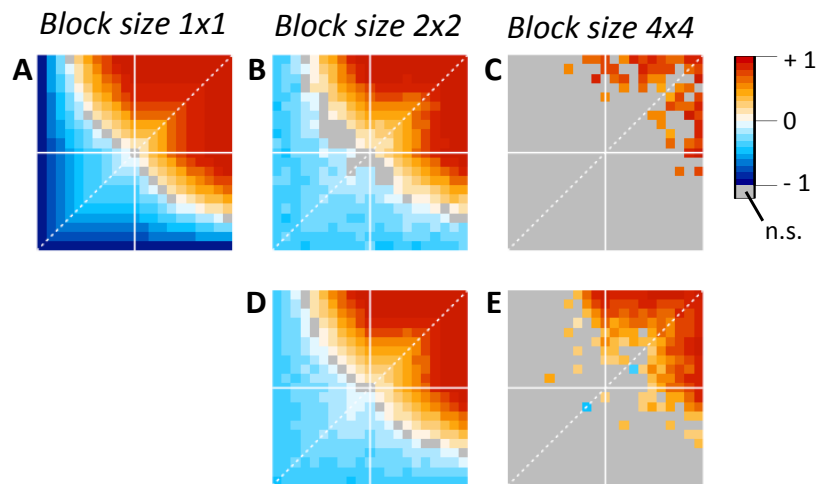 Block size 1x1 Block size 2x2 Block size 4x4
A B C + 1
0
- 1
n.s.
D E